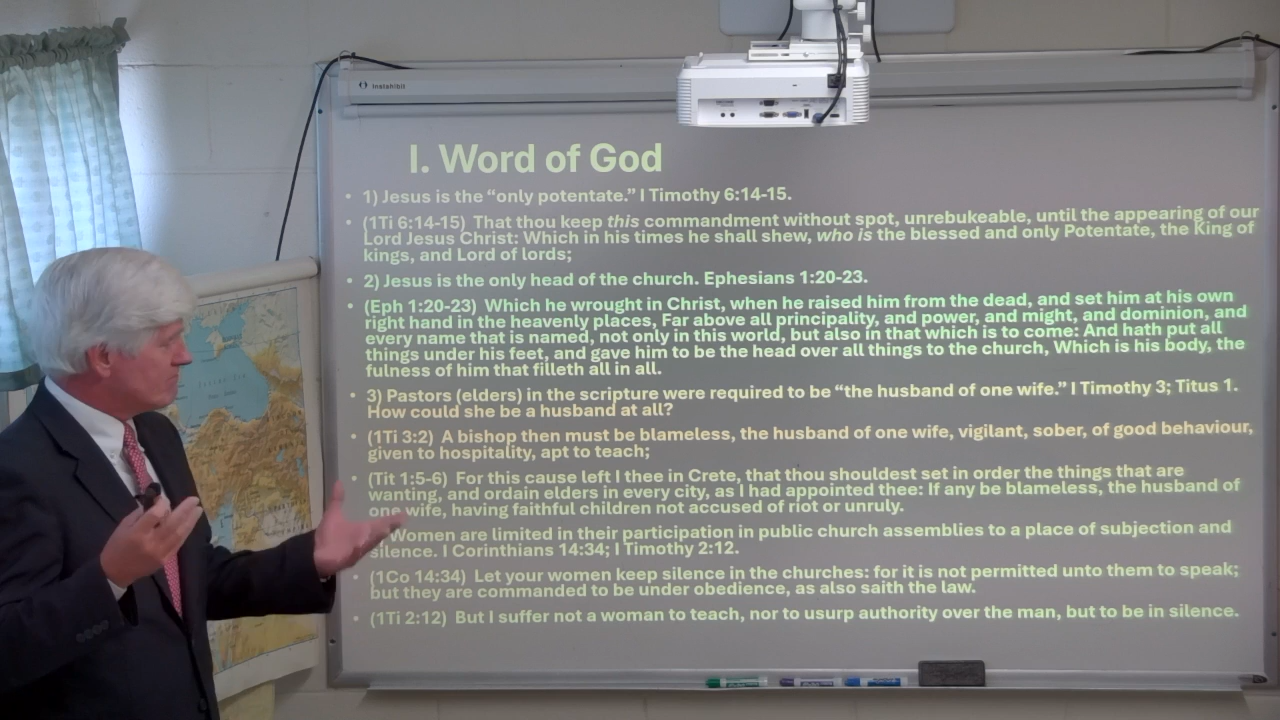 Instahibit
I. Word of God
• 1) Jesus is the “only potentate.” I Timothy 6:14-15.
• (1Ti 6:14-15) That thou keep this commandment without spot, unrebukeable, until the appearing of our
Lord Jesus Christ: Which in his times he shall shew, who is the blessed and only Potentate, the King of
kings, and Lord of lords;
• 2) Jesus is the only head of the church. Ephesians 1:20-23.
• (Eph 1:20-23) Which he wrought in Christ, when he raised him from the dead, and set him at his own
right hand in the heavenly places, Far above all principality, and power, and might, and dominion, and
every name that is named, not only in this world, but also in that which is to come: And hath put all
things under his feet, and gave him to be the head over all things to the church, Which is his body, the
fulness of him that filleth all in all.
• 3) Pastors (elders) in the scripture were required to be “the husband of one wife.” I Timothy 3; Titus 1.
How could she be a husband at all?
• (1Ti 3:2) A bishop then must be blameless, the husband of one wife, vigilant, sober, of good behaviour,
given to hospitality, apt to teach;
• (Tit 1:5-6) For this cause left I thee in Crete, that thou shouldest set in order the things that are
wanting, and ordain elders in every city, as I had appointed thee: If any be blameless, the husband of
one wife, having faithful children not accused of riot or unruly.
Women are limited in their participation in public church assemblies to a place of subjection and
silence. I Corinthians 14:34; I Timothy 2:12.
• (1Co 14:34) Let your women keep silence in the churches: for it is not permitted unto them to speak;
but they are commanded to be under obedience, as also saith the law.
• (1Ti 2:12) But I suffer not a woman to teach, nor to usurp authority over the man, but to be in silence.